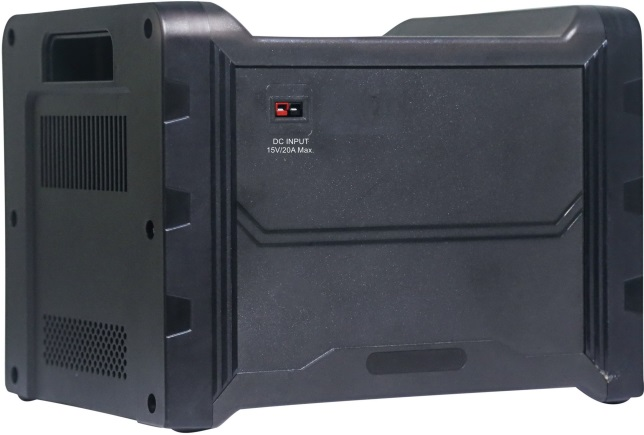 DC INPUT
15V/20A Max.